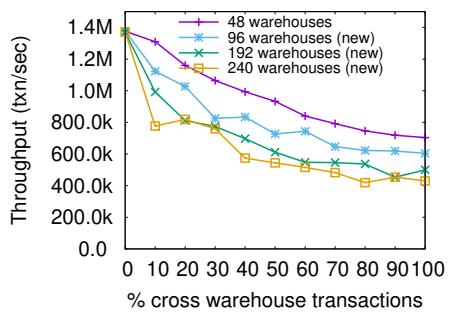 48 warehouses
96 warehouses (new)
192 warehouses (new)
240 warehouses (new)
Throughput (txn/sec)
1.4M
1.2M
1.0M
800.0k
600.0k
400.0k
200.0k
0.0
0 10 20 30 40 50 60 70 80 90 100
% cross warehouse transactions